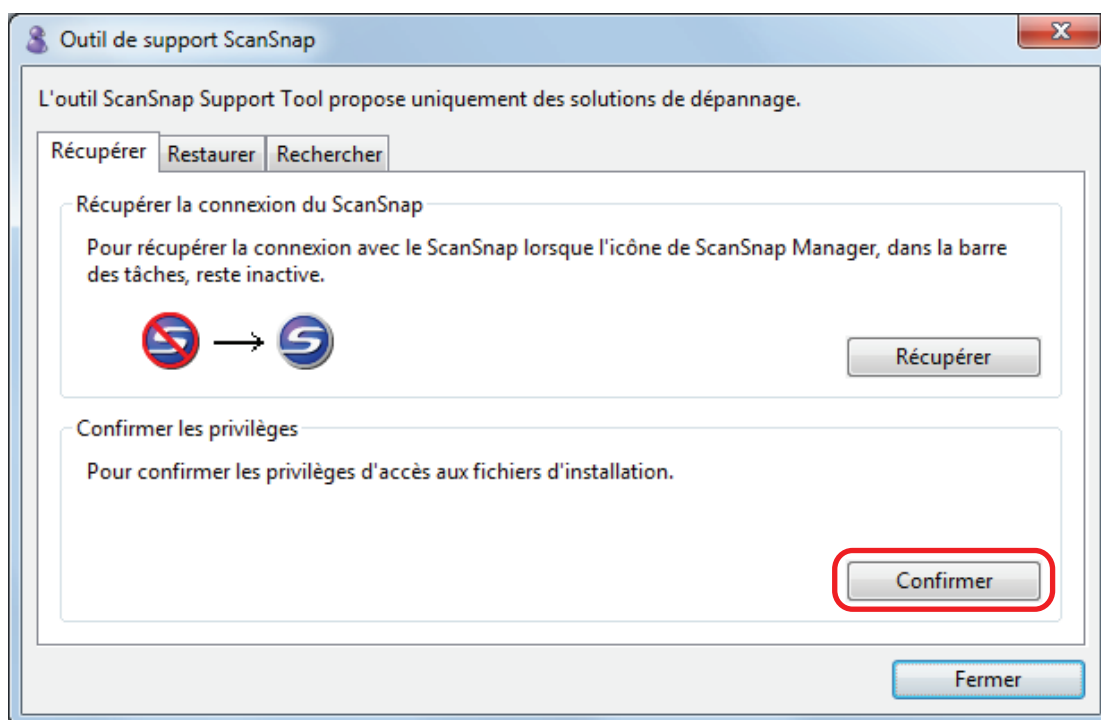 Outil de support ScanSnap
L'outil ScanSnap Support Tool propose uniquement des solutions de dépannage.
Récupérer Restaurer Rechercher
Récupérer la connexion du ScanSnap
Pour récupérer la connexion avec le ScanSnap lorsque l'icône de ScanSnap Manager, dans la barre
des tâches, reste inactive.
Récupérer
Confirmer les privilèges
Pour confirmer les privilèges d'accès aux fichiers d'installation.
Confirmer
Fermer